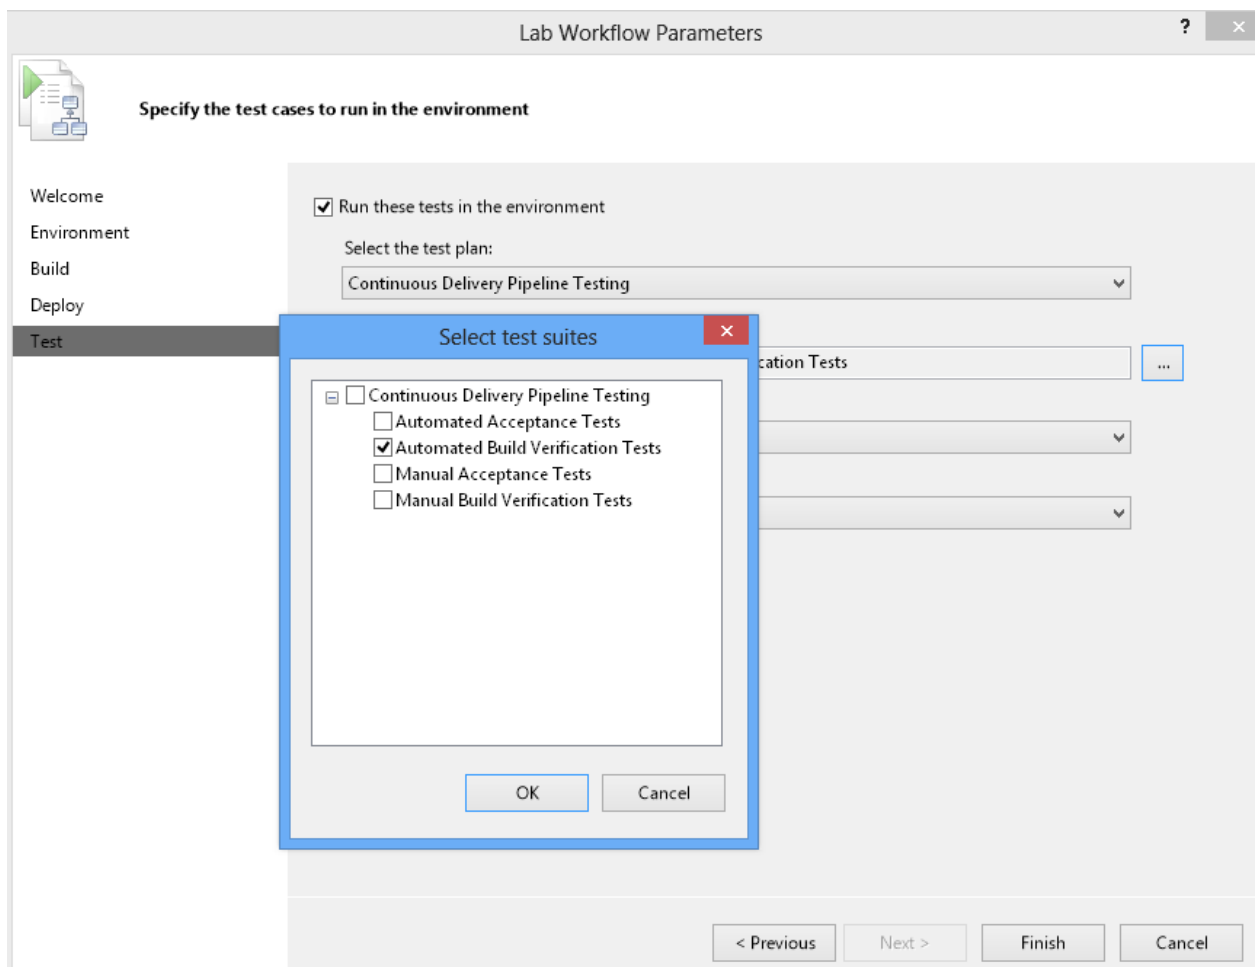 Lab Workflow Parameters
?
Specify the test cases to run in the environment
Welcome
Environment
Build
Deploy
Test
Run these tests in the environment
Select the test plan:
Continuous Delivery Pipeline Testing
Tests
...
Select test suites
Continuous Delivery Pipeline Testing
Automated Acceptance Tests
Automated Build Verification Tests
Manual Acceptance Tests
Manual Build Verification Tests
OK
Cancel
< Previous
Next >
Finish
Cancel